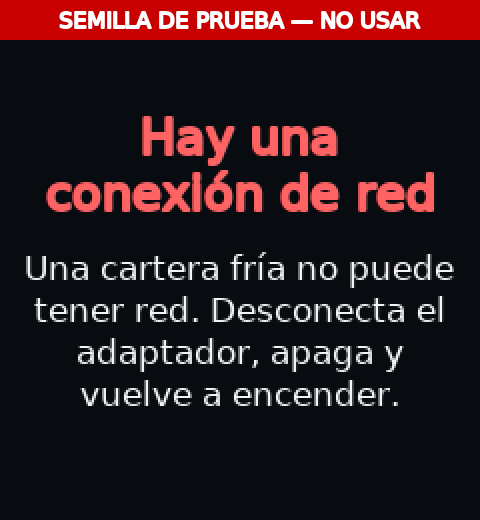 SEMILLA DE PRUEBA — NO USAR
Hay una
conexión de red
Una cartera fría no puede
tener red. Desconecta el
adaptador, apaga y
vuelve a encender.